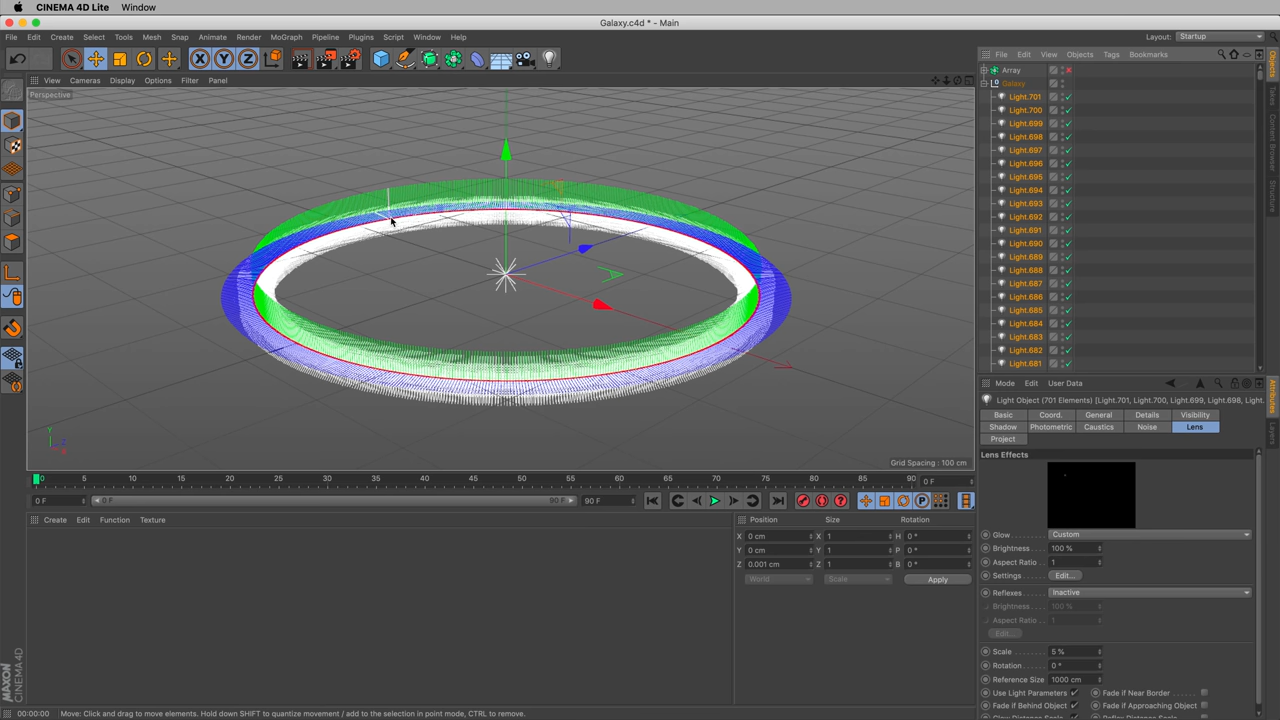 CINEMA 4D Lite Window
Galaxy.c4d * - Main
File Edit Create Select Tools Mesh Snap Animate Render MoGraph Pipeline Plugins Script Window Help
Layout: Startup
X Y Z
File Edit View Objects Tags Bookmarks
View Cameras Display Options Filter Panel
Perspective
Array
Galaxy
Light.701
Light.700
Light.699
Light.698
Light.697
Light.696
Light.695
Light.694
Light.693
Light.692
Light.691
Light.690
Light.689
Light.688
Light.687
Light.686
Light.685
Light.684
Light.683
Light.682
Light.681
Objects
Takes
Content Browser
Structure
Mode Edit User Data
Light Object (701 Elements) [Light.701, Light.700, Light.699, Light.698, Light.697, Light.
Basic Coord. General Details Visibility
Shadow Photometric Caustics Noise Lens
Project
Attributes
Layers
Lens Effects
Glow Custom
Brightness 100 %
Aspect Ratio 1
Settings Edit...
Reflexes Inactive
Brightness 100 %
Aspect Ratio 1
Edit...
Scale 5 %
Rotation 0 °
Reference Size 1000 cm
Use Light Parameters Fade if Near Border
Fade if Behind Object Fade if Approaching Object
Y Z X
Grid Spacing : 100 cm
0 5 10 15 20 25 30 35 40 45 50 55 60 65 70 75 80 85 90 0 F
0 F 0 F 90 F 90 F
Create Edit Function Texture
Position Size Rotation
X 0 cm X 1 H 0 °
Y 0 cm Y 1 P 0 °
Z 0.001 cm Z 1 B 0 °
World Scale Apply
MAXON
CINEMA 4D
00:00:00 Move: Click and drag to move elements. Hold down SHIFT to quantize movement / add to the selection in point mode, CTRL to remove.